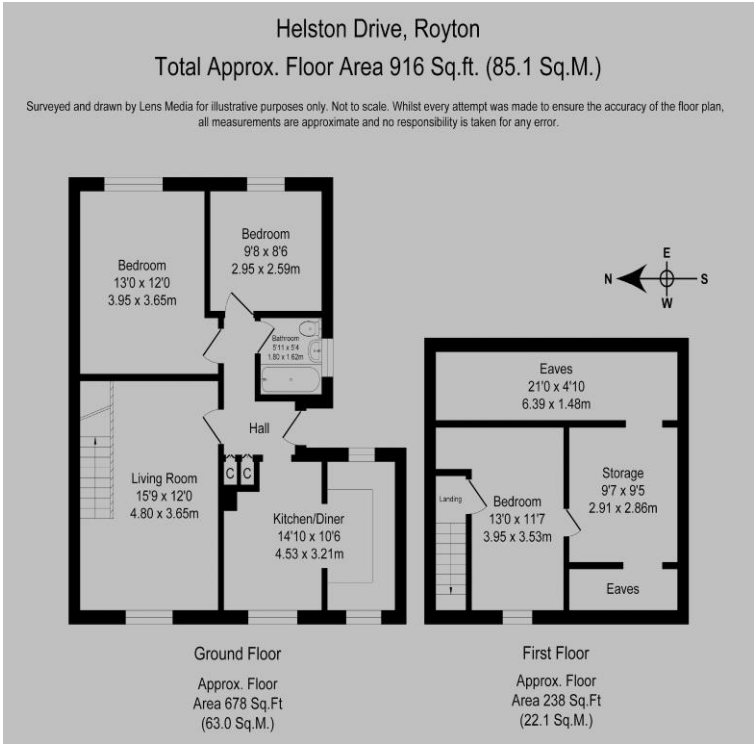 Helston Drive, Royton
Total Approx. Floor Area 916 Sq.ft. (85.1 Sq.M.)
Surveyed and drawn by Lens Media for illustrative purposes only. Not to scale. Whilst every attempt was made to ensure the accuracy of the floor plan,
all measurements are approximate and no responsibility is taken for any error.
Bedroom
13'0 x 12'0
3.95 x 3.65m
Bedroom
9'8 x 8'6
2.95 x 2.59m
Bathroom
5'11 x 5'4
1.80 x 1.62m
Hall
C
C
Living Room
15'9 x 12'0
4.80 x 3.65m
Kitchen/Diner
14'10 x 10'6
4.53 x 3.21m
Ground Floor
Approx. Floor
Area 678 Sq.Ft
(63.0 Sq.M.)
E
N
S
W
Eaves
21'0 x 4'10
6.39 x 1.48m
Landing
Bedroom
13'0 x 11'7
3.95 x 3.53m
Storage
9'7 x 9'5
2.91 x 2.86m
Eaves
First Floor
Approx. Floor
Area 238 Sq.Ft
(22.1 Sq.M.)